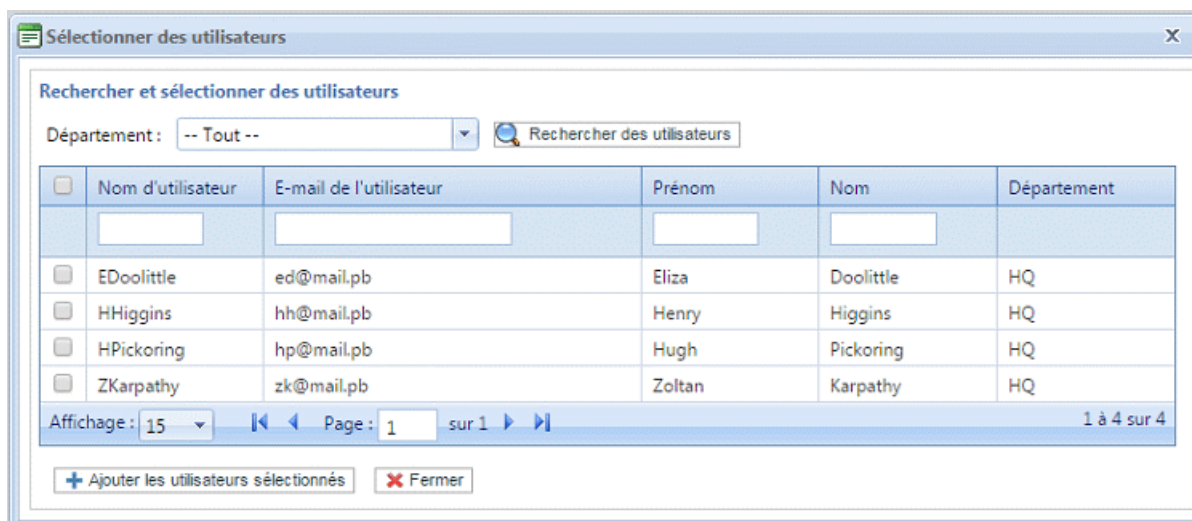 Sélectionner des utilisateurs X
Rechercher et sélectionner des utilisateurs
Département : -- Tout -- Rechercher des utilisateurs
Nom d'utilisateur E-mail de l'utilisateur Prénom Nom Département
EDoolittle ed@mail.pb Eliza Doolittle HQ
HHiggins hh@mail.pb Henry Higgins HQ
HPickoring hp@mail.pb Hugh Pickoring HQ
ZKarpathy zk@mail.pb Zoltan Karpathy HQ
Affichage : 15 Page : 1 sur 1 1 à 4 sur 4
Ajouter les utilisateurs sélectionnés Fermer